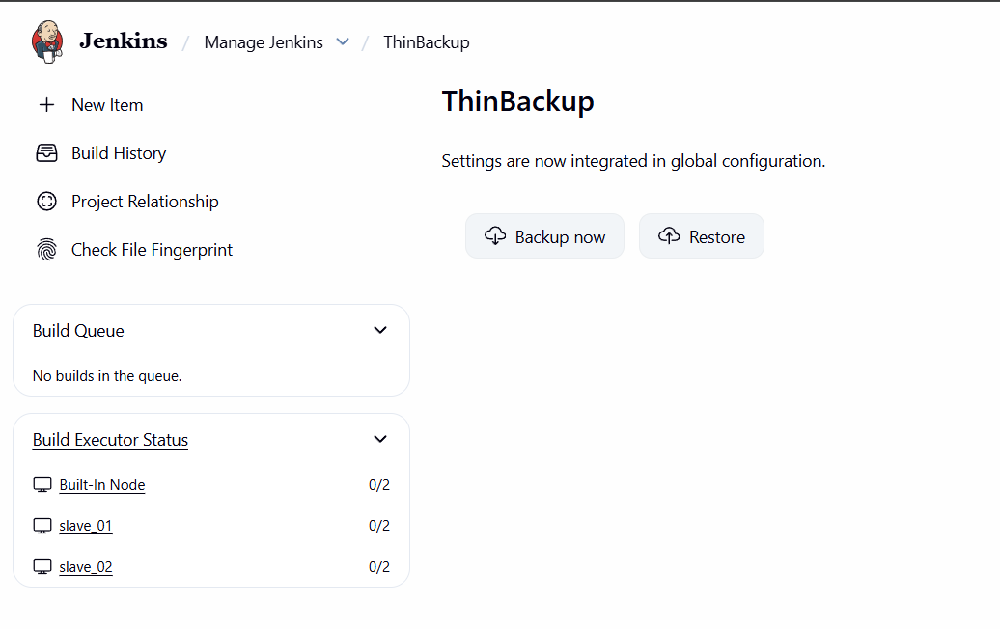 Jenkins / Manage Jenkins / ThinBackup
New Item
Build History
Project Relationship
Check File Fingerprint
Build Queue
No builds in the queue.
Build Executor Status
Built-In Node 0/2
slave_01 0/2
slave_02 0/2
ThinBackup
Settings are now integrated in global configuration.
Backup now Restore